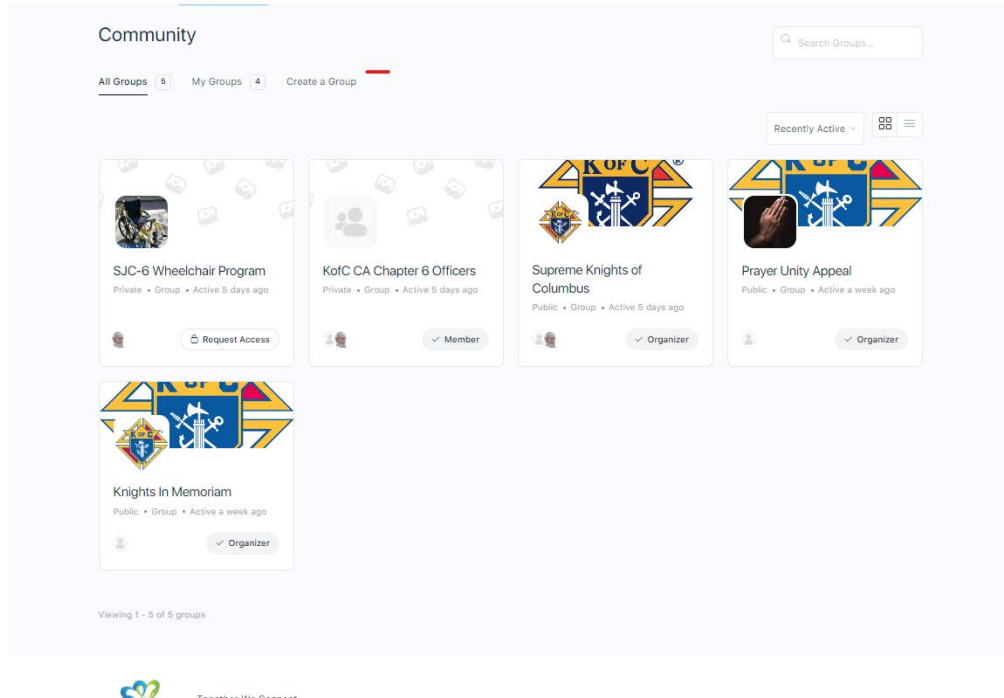 Community
Search Groups...
All Groups 5 My Groups 4 Create a Group
Recently Active
K OF C ®
K OF C
SJC-6 Wheelchair Program
Private • Group • Active 5 days ago
Request Access
KofC CA Chapter 6 Officers
Private • Group • Active 5 days ago
Member
K OF C
Supreme Knights of
Columbus
Public • Group • Active 5 days ago
Organizer
Prayer Unity Appeal
Public • Group • Active a week ago
Organizer
K OF C
K OF C
Knights In Memoriam
Public • Group • Active a week ago
Organizer
Viewing 1 - 5 of 5 groups
Together We Connect